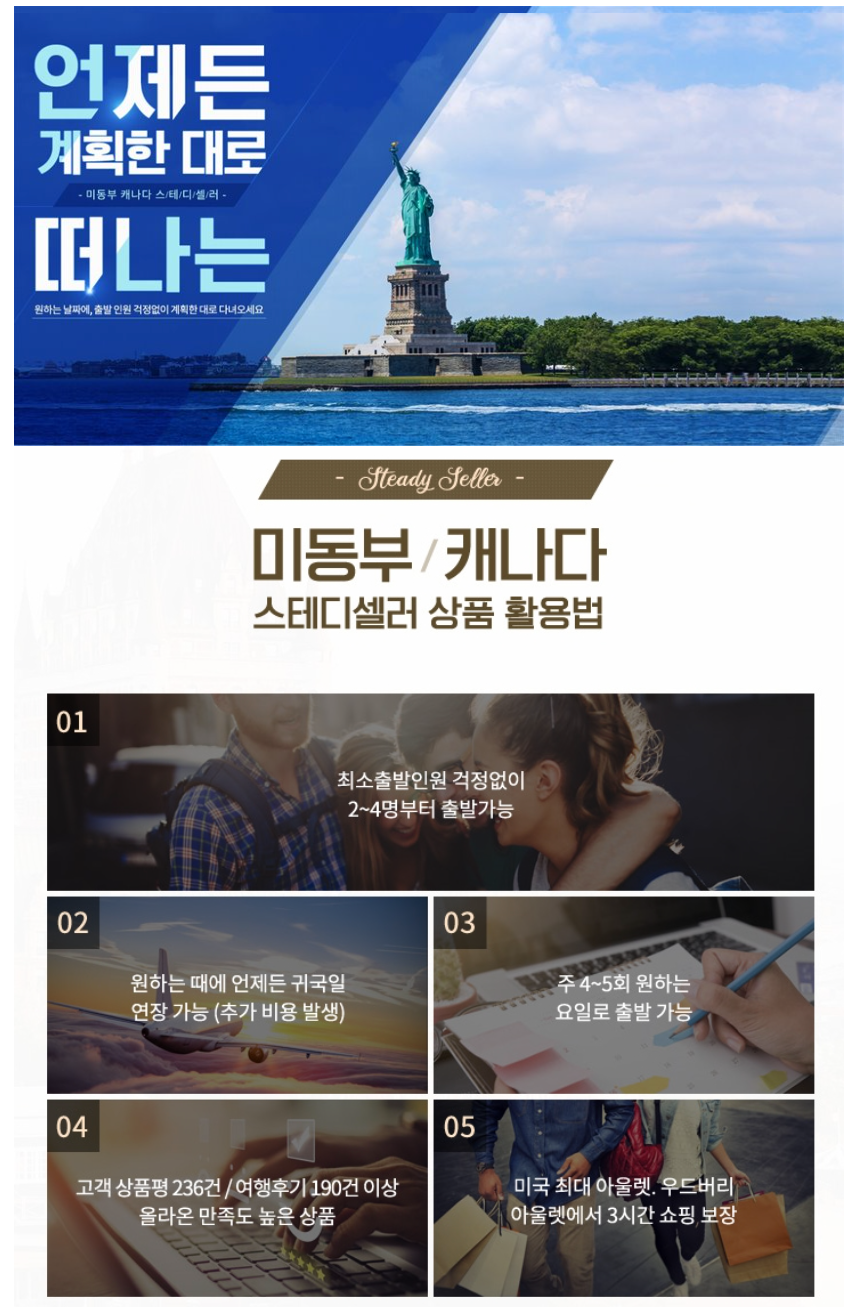 언제든
계획한 대로
- 미동부 캐나다 스/테/디/셀/러 -
떠나는
원하는 날짜에, 출발 인원 걱정없이 계획한 대로 다녀오세요
- Steady Seller -
미동부 / 캐나다
스테디셀러 상품 활용법
01
최소출발인원 걱정없이
2~4명부터 출발가능
02
원하는 때에 언제든 귀국일
연장 가능 (추가 비용 발생)
03
주 4~5회 원하는
요일로 출발 가능
04
고객 상품평 236건 / 여행후기 190건 이상
올라온 만족도 높은 상품
05
미국 최대 아울렛. 우드버리
아울렛에서 3시간 쇼핑 보장